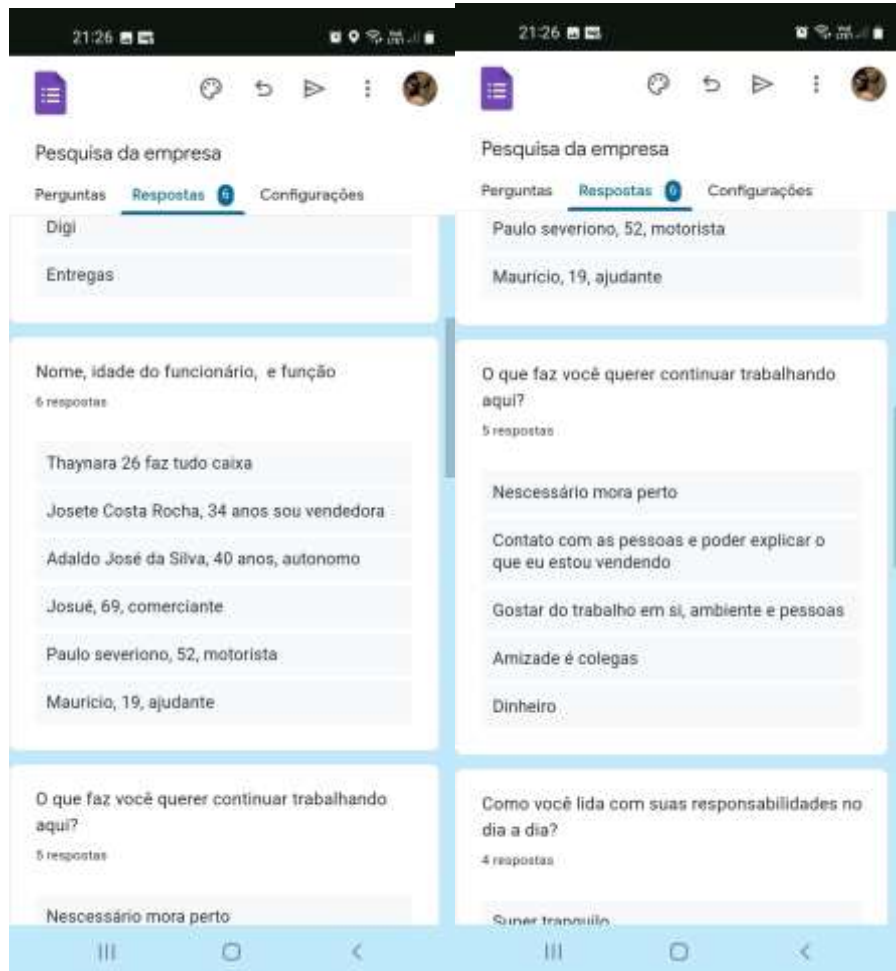 21:26
Pesquisa da empresa
Perguntas Respostas 6 Configurações
Digi
Entregas
Nome, idade do funcionário, e função
6 respostas
Thaynara 26 faz tudo caixa
Josete Costa Rocha, 34 anos sou vendedora
Adaldo José da Silva, 40 anos, autonomo
Josué, 69, comerciante
Paulo severiono, 52, motorista
Mauricio, 19, ajudante
O que faz você querer continuar trabalhando
aqui?
5 respostas
Nescessário mora perto
21:26
Pesquisa da empresa
Perguntas Respostas 6 Configurações
Paulo severiono, 52, motorista
Mauricio, 19, ajudante
O que faz você querer continuar trabalhando
aqui?
5 respostas
Nescessário mora perto
Contato com as pessoas e poder explicar o
que eu estou vendendo
Gostar do trabalho em si, ambiente e pessoas
Amizade é colegas
Dinheiro
Como você lida com suas responsabilidades no
dia a dia?
4 respostas
Super tranquilo